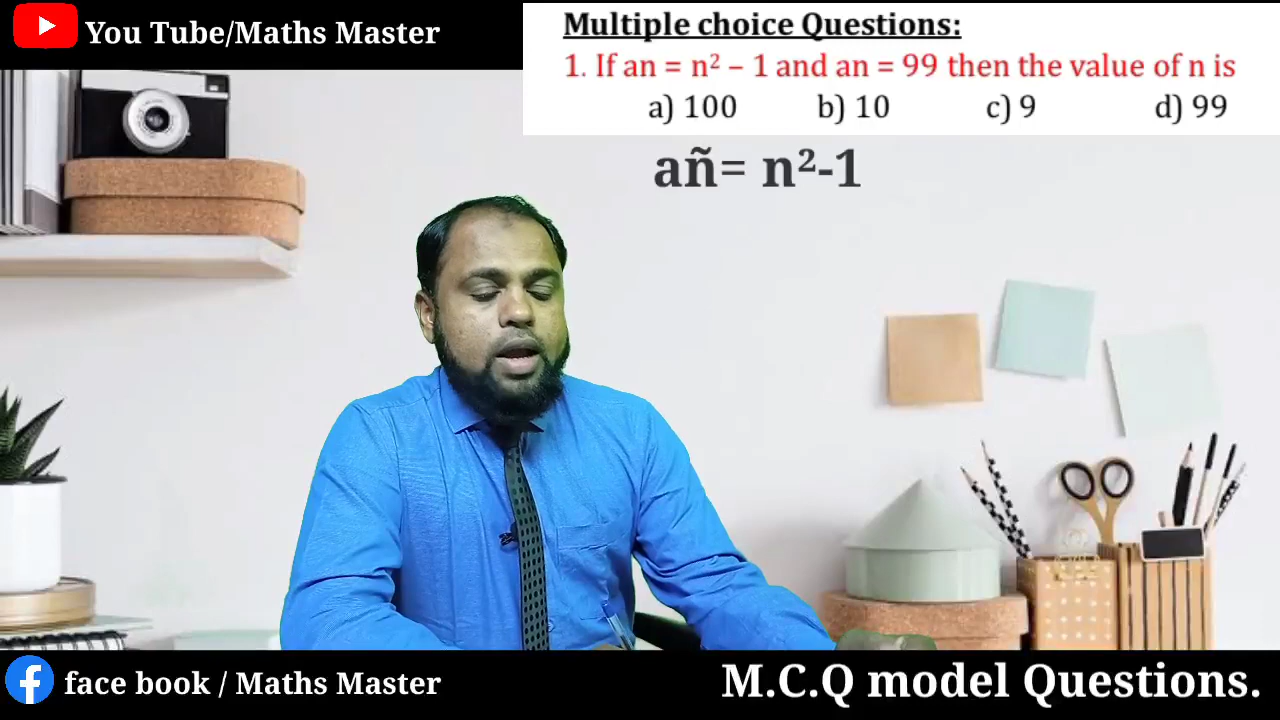 You Tube/Maths Master
Multiple choice Questions:
1. If an = n² – 1 and an = 99 then the value of n is
a) 100 b) 10 c) 9 d) 99
añ= n²-1
face book / Maths Master
M.C.Q model Questions.